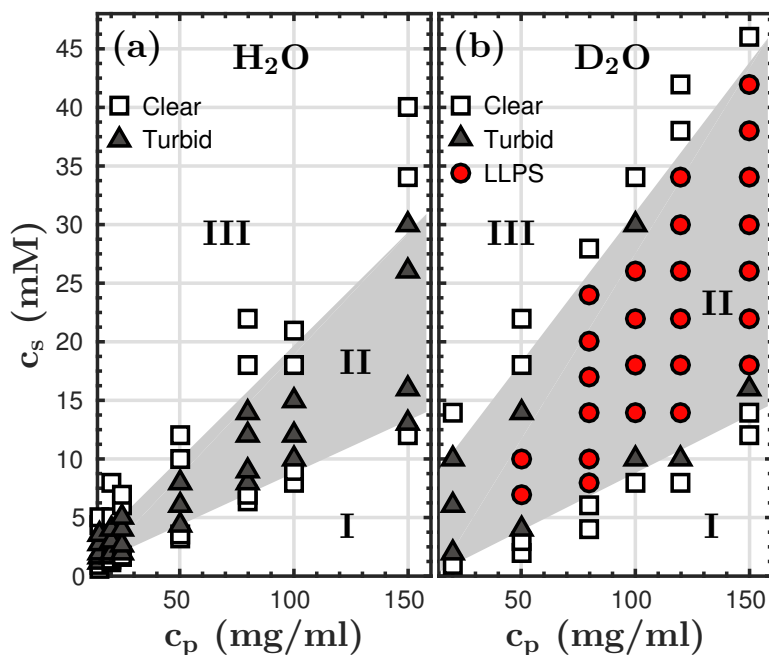 (a) H₂O
Clear
Turbid
III
II
I
(b) D₂O
Clear
Turbid
LLPS
III
II
I
45
40
35
30
25
20
15
10
5
0
cₛ (mM)
50 100 150
50 100 150
cₚ (mg/ml)
cₚ (mg/ml)